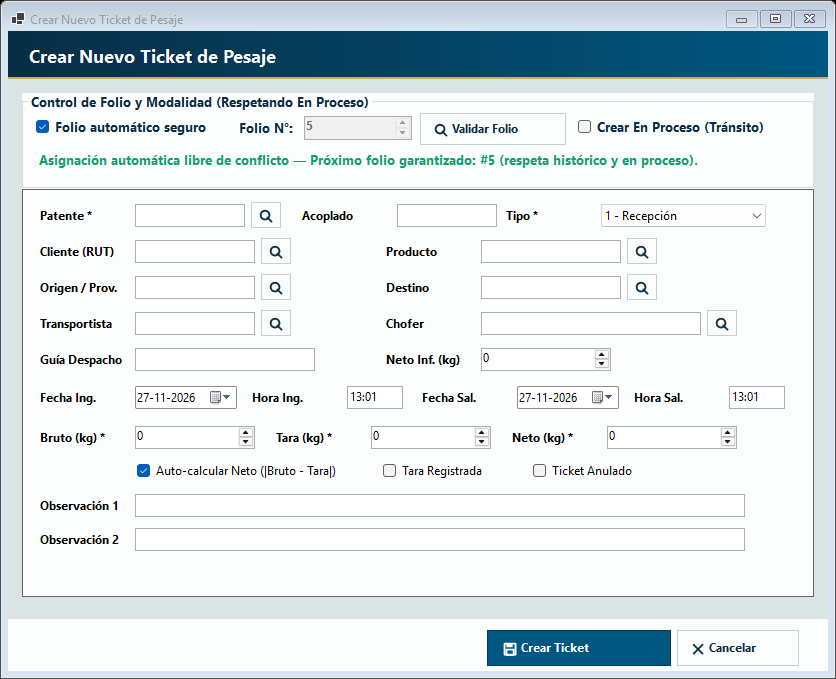 Crear Nuevo Ticket de Pesaje
Crear Nuevo Ticket de Pesaje
Control de Folio y Modalidad (Respetando En Proceso)
Folio automático seguro Folio N°: 5 Validar Folio Crear En Proceso (Tránsito)
Asignación automática libre de conflicto — Próximo folio garantizado: #5 (respeta histórico y en proceso).
Patente * Acoplado Tipo * 1 - Recepción
Cliente (RUT) Producto
Origen / Prov. Destino
Transportista Chofer
Guía Despacho Neto Inf. (kg) 0
Fecha Ing. 27-11-2026 Hora Ing. 13:01 Fecha Sal. 27-11-2026 Hora Sal. 13:01
Bruto (kg) * 0 Tara (kg) * 0 Neto (kg) * 0
Auto-calcular Neto (|Bruto - Tara|) Tara Registrada Ticket Anulado
Observación 1
Observación 2
Crear Ticket Cancelar